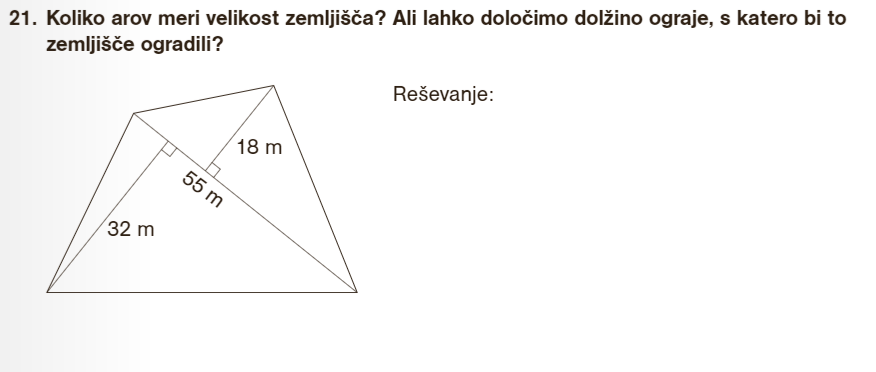 21. Koliko arov meri velikost zemljišča? Ali lahko določimo dolžino ograje, s katero bi to
zemljišče ogradili?
Reševanje:
18 m
55 m
32 m